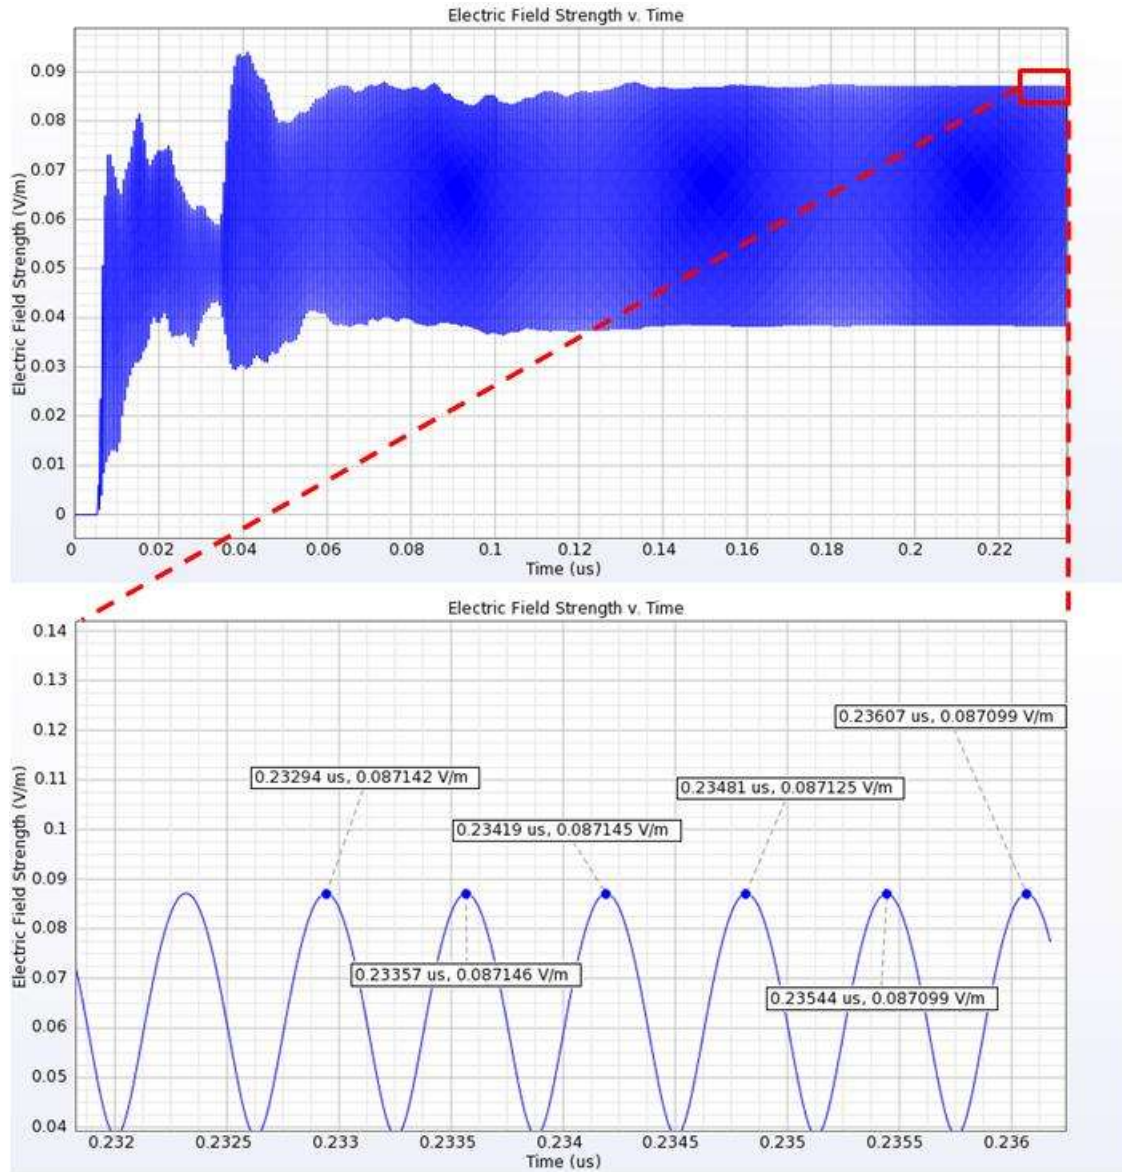 Electric Field Strength v. Time
0.09
0.08
0.07
0.06
0.05
0.04
0.03
0.02
0.01
0
Electric Field Strength (V/m)
0 0.02 0.04 0.06 0.08 0.1 0.12 0.14 0.16 0.18 0.2 0.22
Time (us)
Electric Field Strength v. Time
0.14
0.13
0.12
0.11
0.1
0.09
0.08
0.07
0.06
0.05
0.04
Electric Field Strength (V/m)
0.23607 us, 0.087099 V/m
0.23294 us, 0.087142 V/m
0.23481 us, 0.087125 V/m
0.23419 us, 0.087145 V/m
0.23357 us, 0.087146 V/m
0.23544 us, 0.087099 V/m
0.232 0.2325 0.233 0.2335 0.234 0.2345 0.235 0.2355 0.236
Time (us)